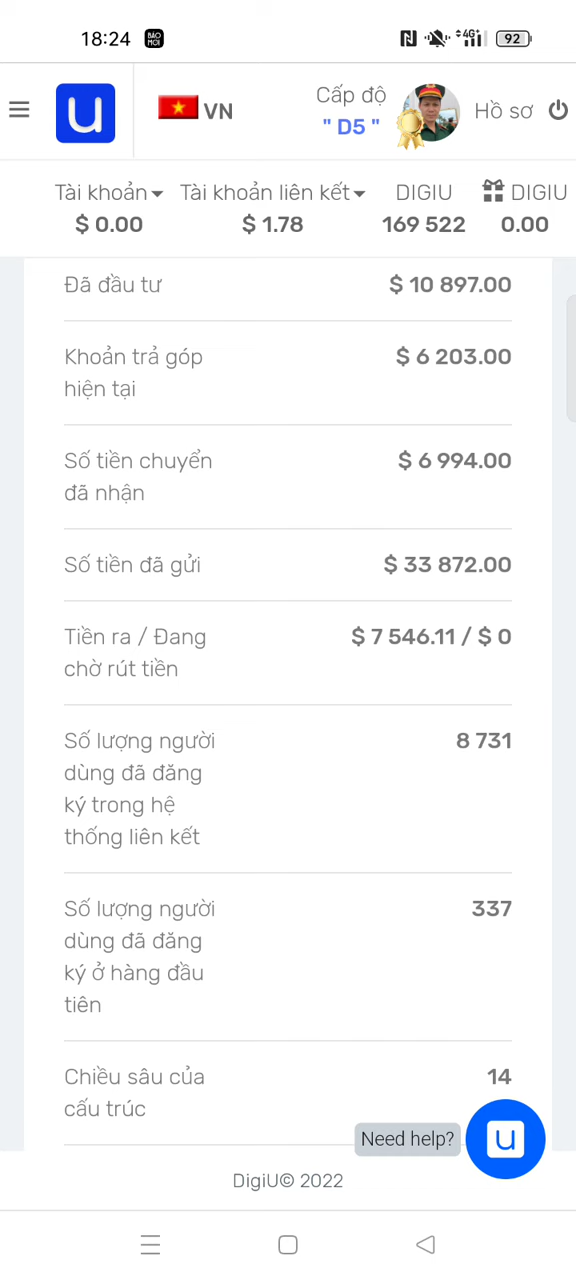 18:24 BÁO MỚI 4G+ 92
u VN Cấp độ " D5 " Hồ sơ
Tài khoản Tài khoản liên kết DIGIU DIGIU
$ 0.00 $ 1.78 169 522 0.00
Đã đầu tư $ 10 897.00
Khoản trả góp $ 6 203.00
hiện tại
Số tiền chuyển $ 6 994.00
đã nhận
Số tiền đã gửi $ 33 872.00
Tiền ra / Đang $ 7 546.11 / $ 0
chờ rút tiền
Số lượng người 8 731
dùng đã đăng
ký trong hệ
thống liên kết
Số lượng người 337
dùng đã đăng
ký ở hàng đầu
tiên
Chiều sâu của 14
cấu trúc
Need help? u
DigiU© 2022